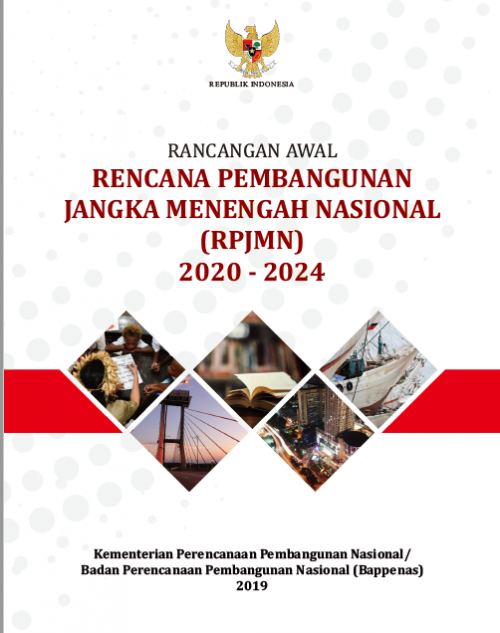 REPUBLIK INDONESIA
RANCANGAN AWAL
RENCANA PEMBANGUNAN
JANGKA MENENGAH NASIONAL
(RPJMN)
2020 - 2024
Kementerian Perencanaan Pembangunan Nasional/
Badan Perencanaan Pembangunan Nasional (Bappenas)
2019